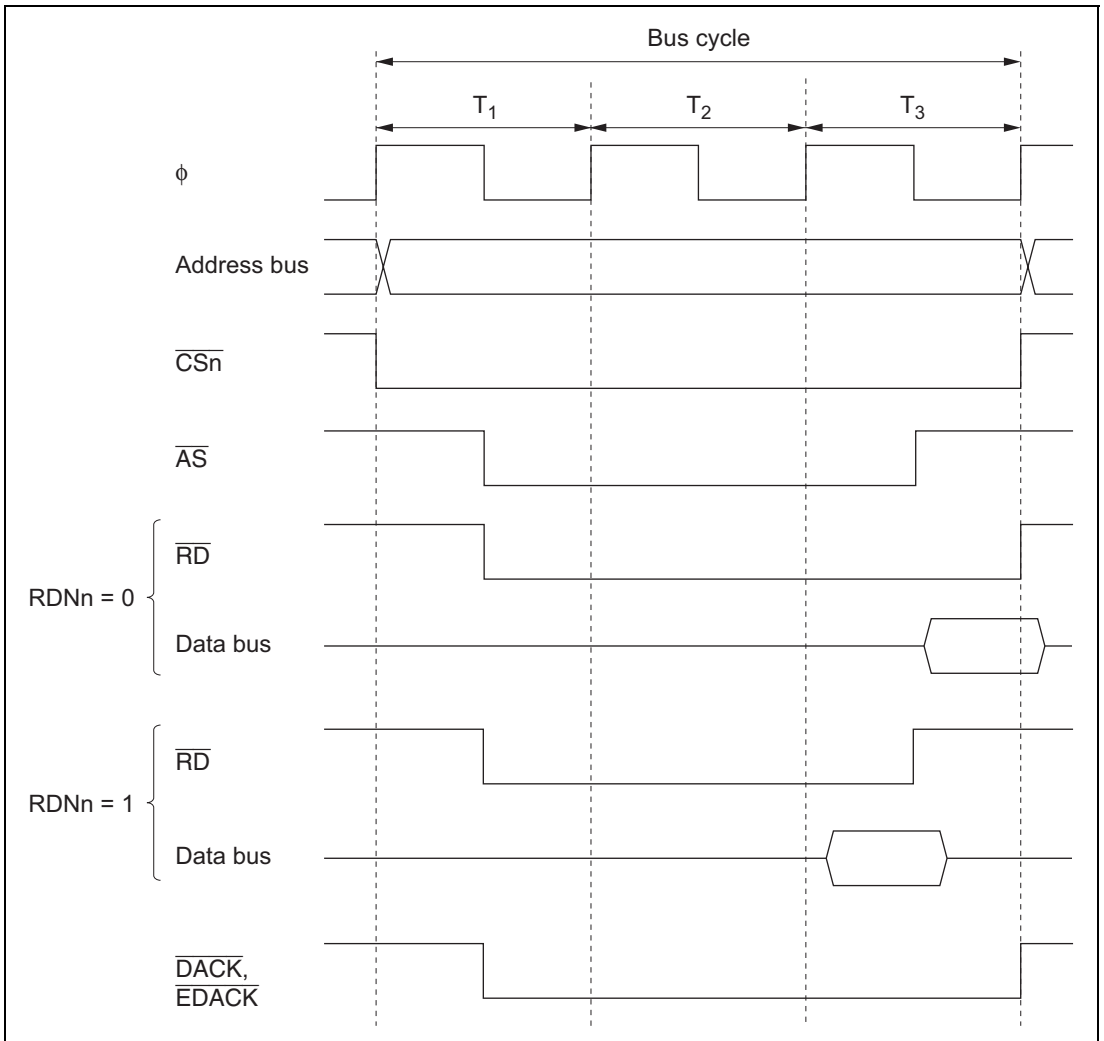 Bus cycle
T1 T2 T3
ϕ
Address bus
CSn
AS
RDNn = 0
RD
Data bus
RDNn = 1
RD
Data bus
DACK,
EDACK